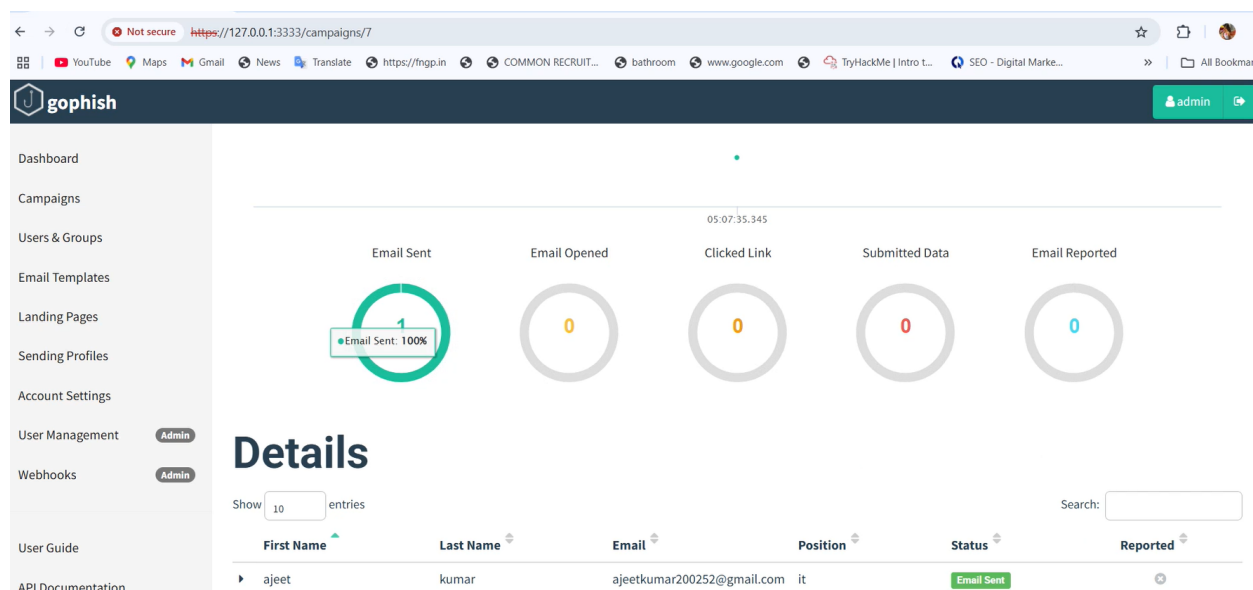 Not secure https://127.0.0.1:3333/campaigns/7
YouTube Maps Gmail News Translate https://fngp.in COMMON RECRUIT... bathroom www.google.com TryHackMe | Intro t... SEO - Digital Marke... » All Bookmar
gophish admin
Dashboard
Campaigns
Users & Groups
Email Templates
Landing Pages
Sending Profiles
Account Settings
User Management Admin
Webhooks Admin
User Guide
API Documentation
05:07:35.345
Email Sent Email Opened Clicked Link Submitted Data Email Reported
1 0 0 0 0
Email Sent: 100%
Details
Show 10 entries Search:
First Name Last Name Email Position Status Reported
ajeet kumar ajeetkumar200252@gmail.com it Email Sent